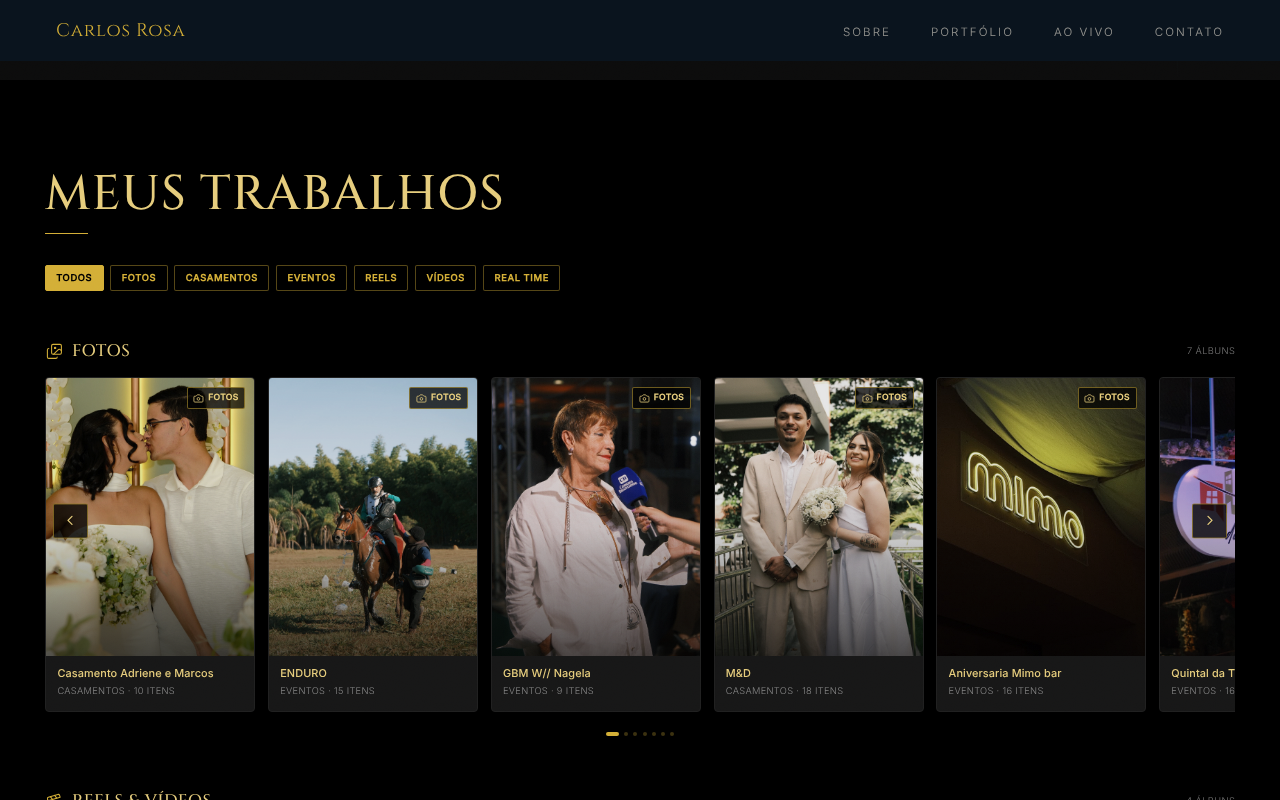 Carlos Rosa
SOBRE PORTFÓLIO AO VIVO CONTATO
MEUS TRABALHOS
TODOS FOTOS CASAMENTOS EVENTOS REELS VÍDEOS REAL TIME
FOTOS
7 ÁLBUNS
FOTOS FOTOS FOTOS FOTOS FOTOS
mimo
Casamento Adriene e Marcos
CASAMENTOS · 10 ITENS
ENDURO
EVENTOS · 15 ITENS
GBM W// Nagela
EVENTOS · 9 ITENS
M&D
CASAMENTOS · 18 ITENS
Aniversaria Mimo bar
EVENTOS · 16 ITENS
Quintal da T
EVENTOS · 16
REELS & VÍDEOS
4 ÁLBUNS